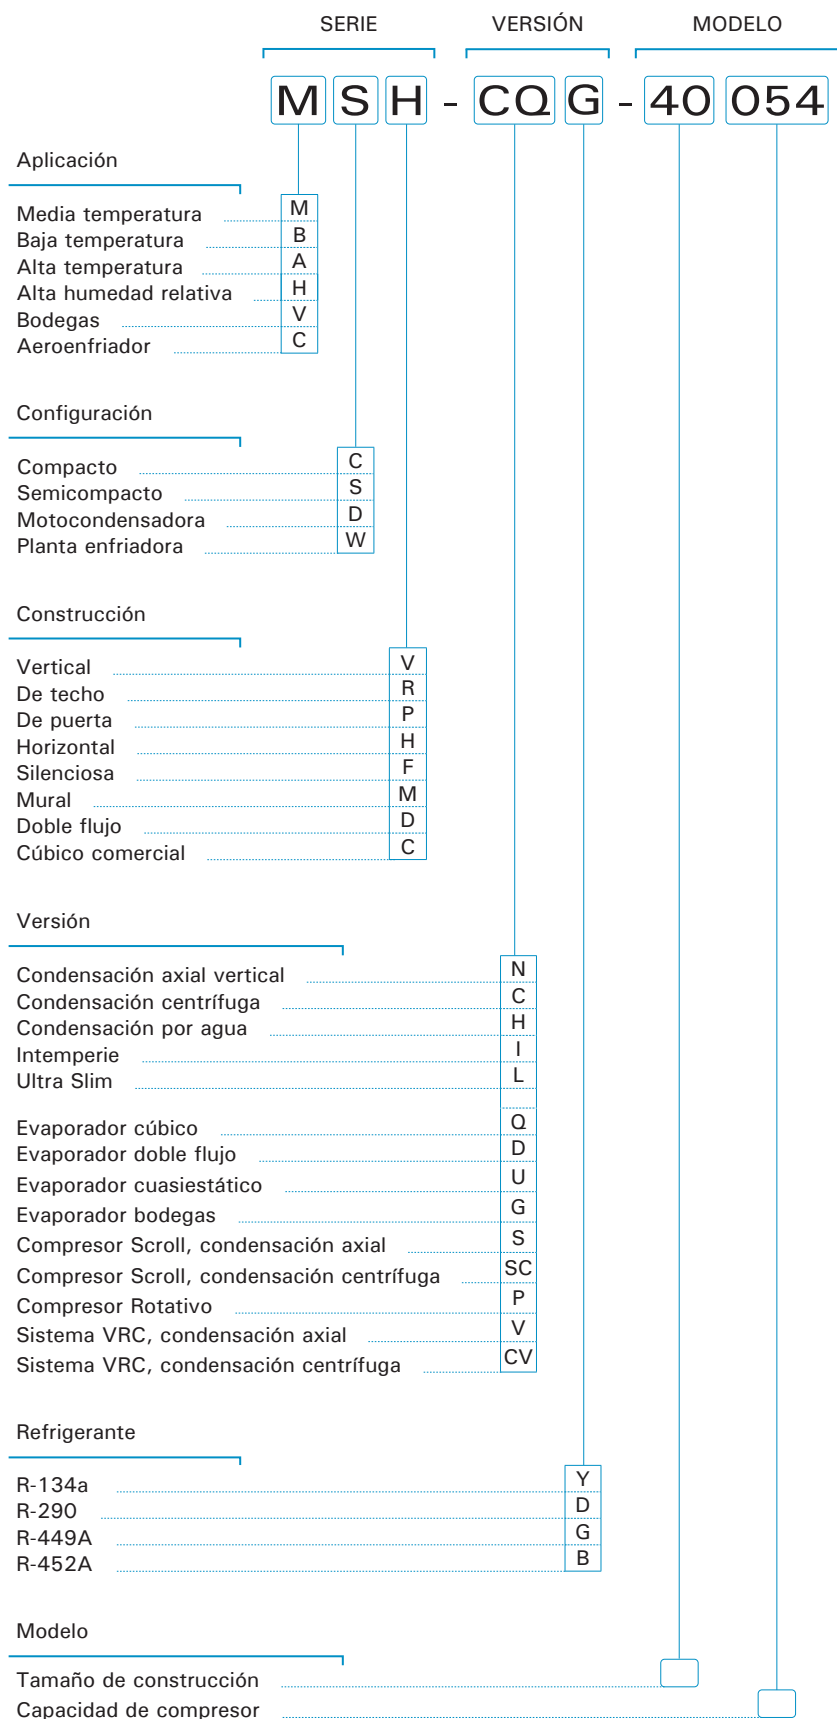 SERIE VERSIÓN MODELO
M S H - CQ G - 40 054
Aplicación
Media temperatura M
Baja temperatura B
Alta temperatura A
Alta humedad relativa H
Bodegas V
Aeroenfriador C
Configuración
Compacto C
Semicompacto S
Motocondensadora D
Planta enfriadora W
Construcción
Vertical V
De techo R
De puerta P
Horizontal H
Silenciosa F
Mural M
Doble flujo D
Cúbico comercial C
Versión
Condensación axial vertical N
Condensación centrífuga C
Condensación por agua H
Intemperie I
Ultra Slim L
Evaporador cúbico Q
Evaporador doble flujo D
Evaporador cuasiestático U
Evaporador bodegas G
Compresor Scroll, condensación axial S
Compresor Scroll, condensación centrífuga SC
Compresor Rotativo P
Sistema VRC, condensación axial V
Sistema VRC, condensación centrífuga CV
Refrigerante
R-134a Y
R-290 D
R-449A G
R-452A B
Modelo
Tamaño de construcción
Capacidad de compresor